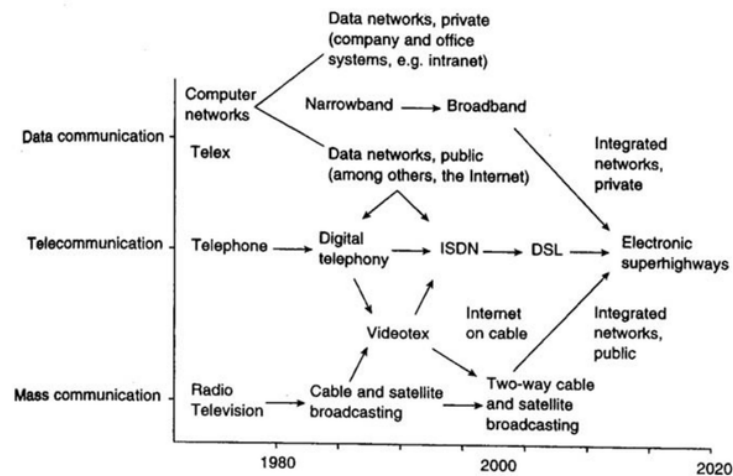 Data networks, private
(company and office
systems, e.g. intranet)
Computer
networks
Narrowband
Broadband
Data communication
Telex
Data networks, public
(among others, the Internet)
Integrated
networks,
private
Telecommunication
Telephone
Digital
telephony
ISDN
DSL
Electronic
superhighways
Videotex
Internet
on cable
Integrated
networks,
public
Mass communication
Radio
Television
Cable and satellite
broadcasting
Two-way cable
and satellite
broadcasting
1980
2000
2020